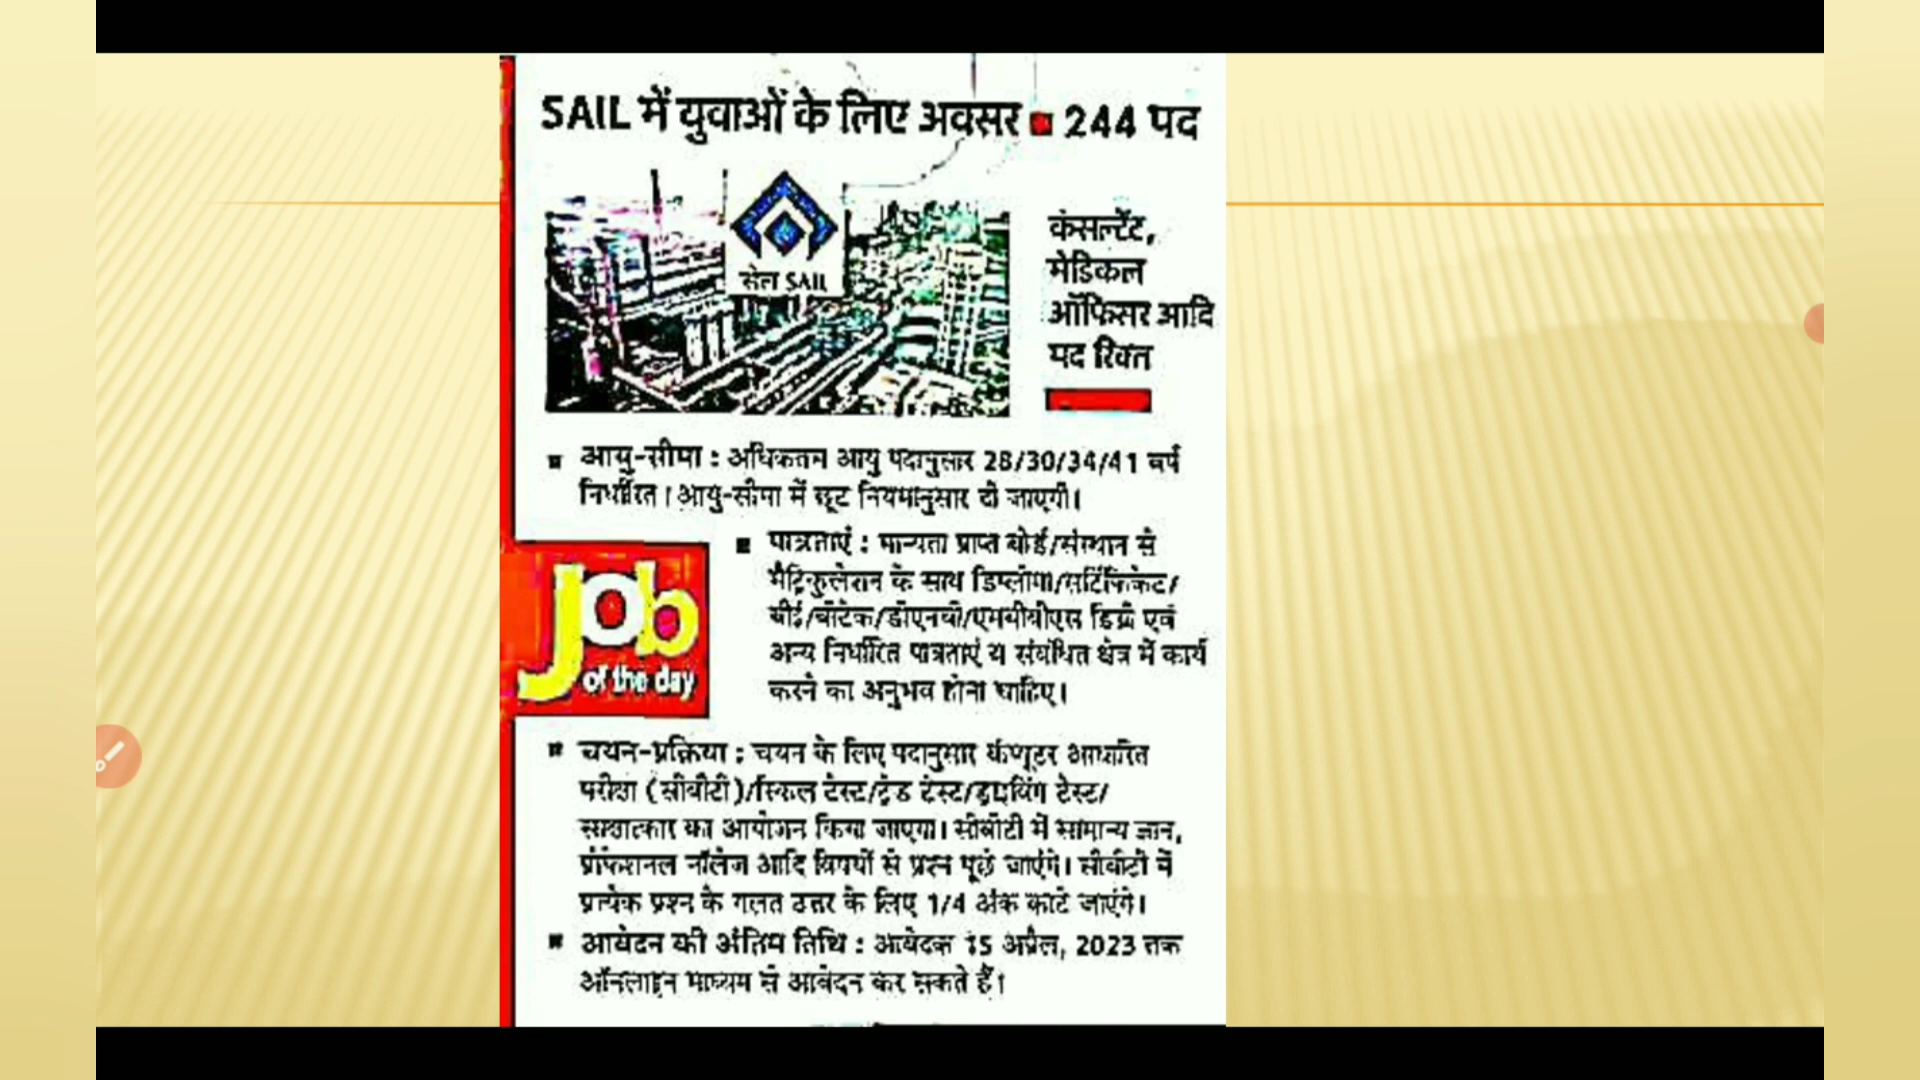 SAIL में युवाओं के लिए अवसर ■ 244 पद
सेल SAIL
कंसल्टेंट,
मेडिकल
ऑफिसर आदि
पद रिक्त
■ आयु-सीमा : अधिकतम आयु पदानुसार 28/30/34/41 वर्ष
निर्धारित। आयु-सीमा में छूट नियमानुसार दी जाएगी।
■ पात्रताएं : मान्यता प्राप्त बोर्ड/संस्थान से
मैट्रिकुलेशन के साथ डिप्लोमा/सर्टिफिकेट/
बीई/बीटेक/डीएनबी/एमबीबीएस डिग्री एवं
अन्य निर्धारित पात्रताएं व संबंधित क्षेत्र में कार्य
करने का अनुभव होना चाहिए।
Job
of the day
■ चयन-प्रक्रिया : चयन के लिए पदानुसार कंप्यूटर आधारित
परीक्षा (सीबीटी)/स्किल टेस्ट/ट्रेड टेस्ट/ड्राइविंग टेस्ट/
साक्षात्कार का आयोजन किया जाएगा। सीबीटी में सामान्य ज्ञान,
प्रोफेशनल नॉलेज आदि विषयों से प्रश्न पूछे जाएंगे। सीबीटी में
प्रत्येक प्रश्न के गलत उत्तर के लिए 1/4 अंक काटे जाएंगे।
■ आवेदन की अंतिम तिथि : आवेदक 15 अप्रैल, 2023 तक
ऑनलाइन माध्यम से आवेदन कर सकते हैं।